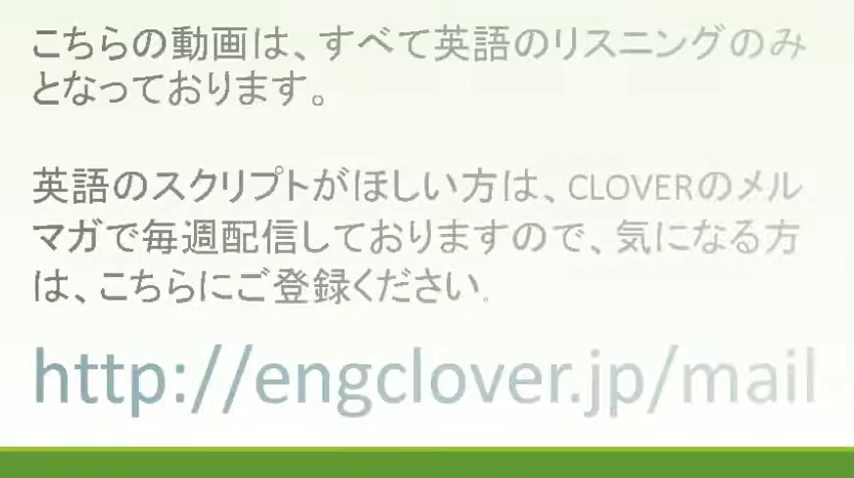 こちらの動画は、すべて英語のリスニングのみ
となっております。
英語のスクリプトがほしい方は、CLOVERのメル
マガで毎週配信しておりますので、気になる方
は、こちらにご登録ください。
http://engclover.jp/mail